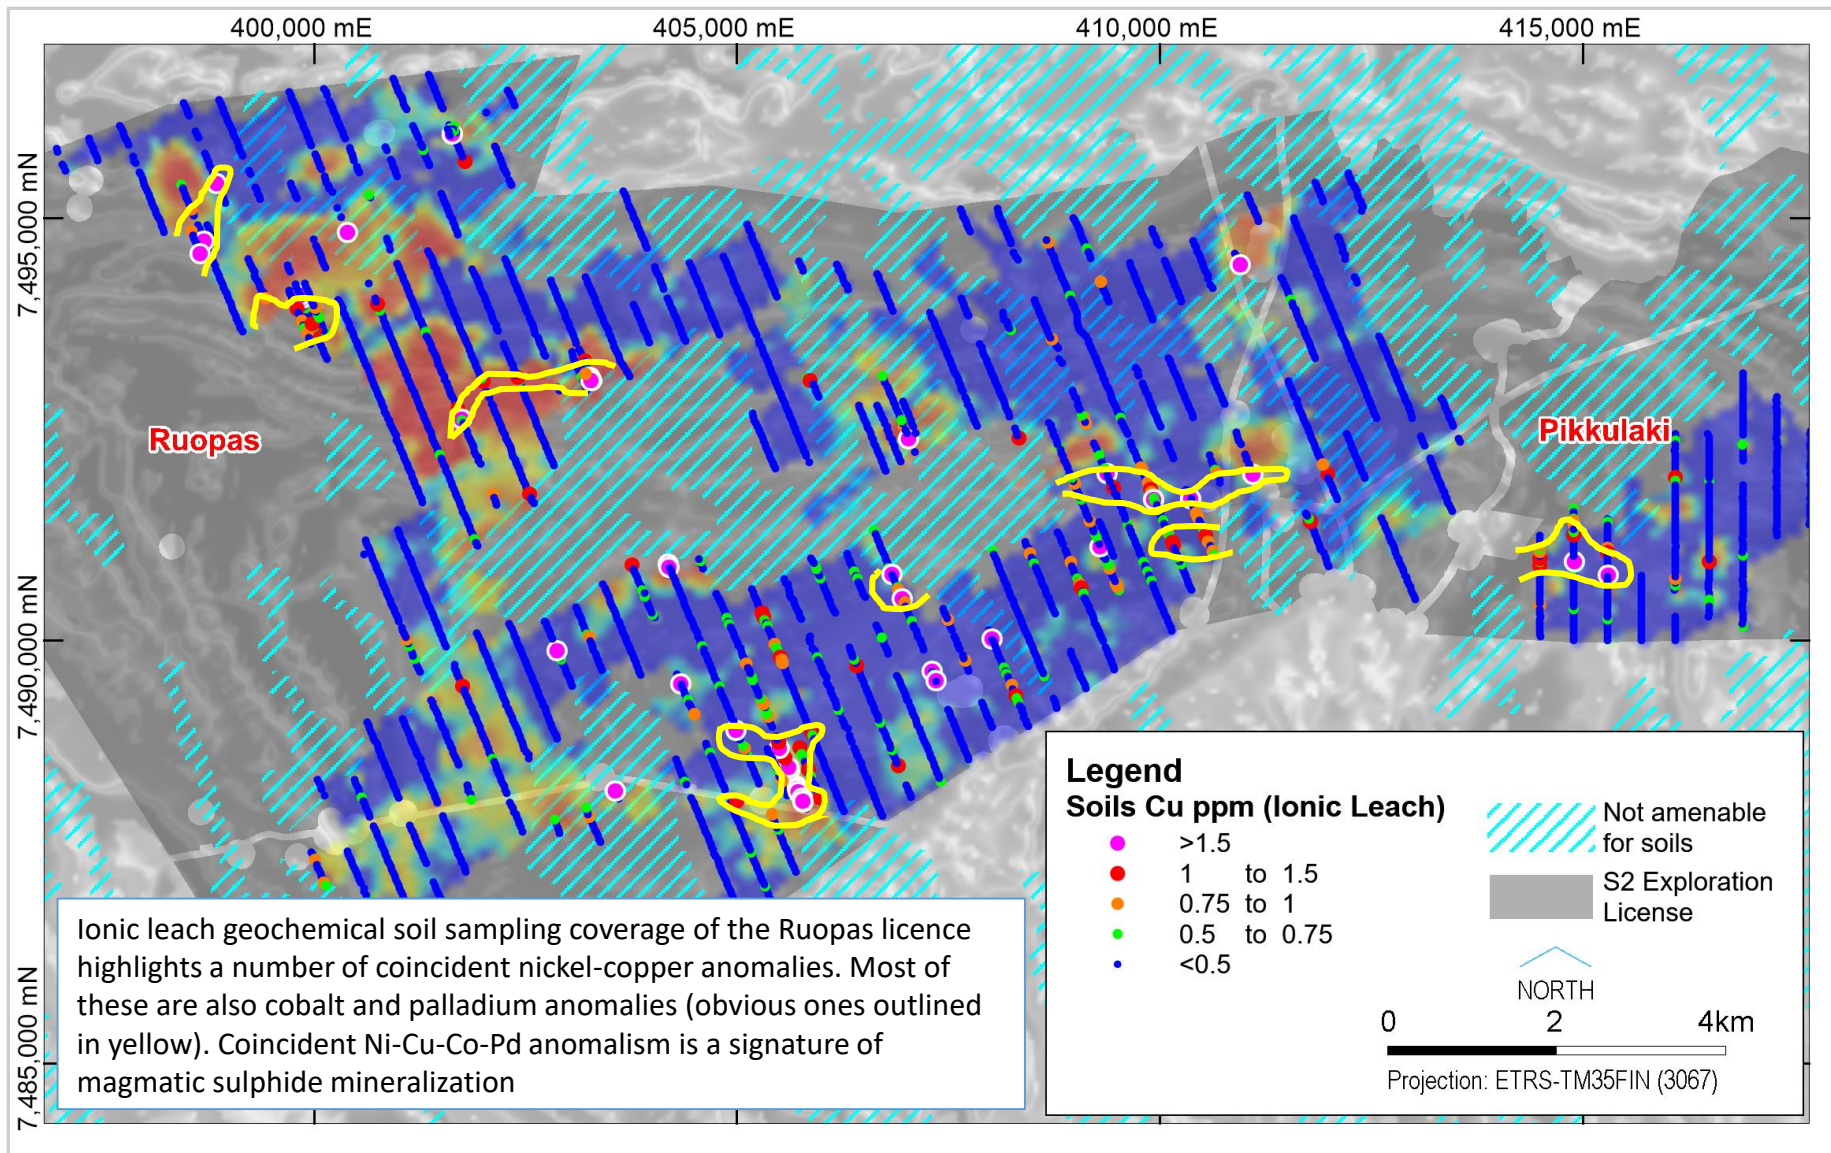 400,000 mE
405,000 mE
410,000 mE
415,000 mE
7,495,000 mN
7,490,000 mN
7,485,000 mN
Ruopas
Pikkulaki
Legend
Soils Cu ppm (Ionic Leach)
>1.5
1 to 1.5
0.75 to 1
0.5 to 0.75
<0.5
Not amenable
for soils
S2 Exploration
License
NORTH
0 2 4km
Projection: ETRS-TM35FIN (3067)
Ionic leach geochemical soil sampling coverage of the Ruopas licence
highlights a number of coincident nickel-copper anomalies. Most of
these are also cobalt and palladium anomalies (obvious ones outlined
in yellow). Coincident Ni-Cu-Co-Pd anomalism is a signature of
magmatic sulphide mineralization